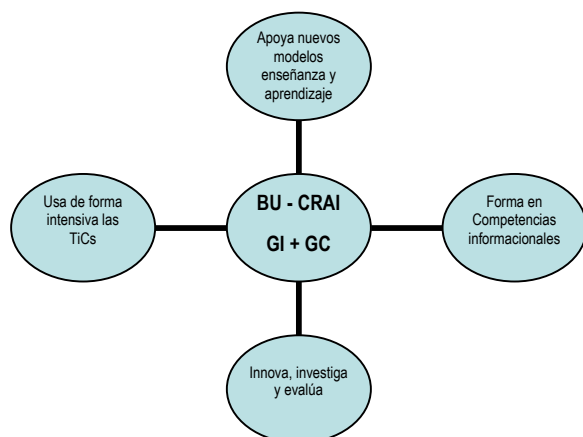 Apoya nuevos
modelos
enseñanza y
aprendizaje
Usa de forma
intensiva las
TiCs
BU - CRAI
GI + GC
Forma en
Competencias
informacionales
Innova, investiga
y evalúa